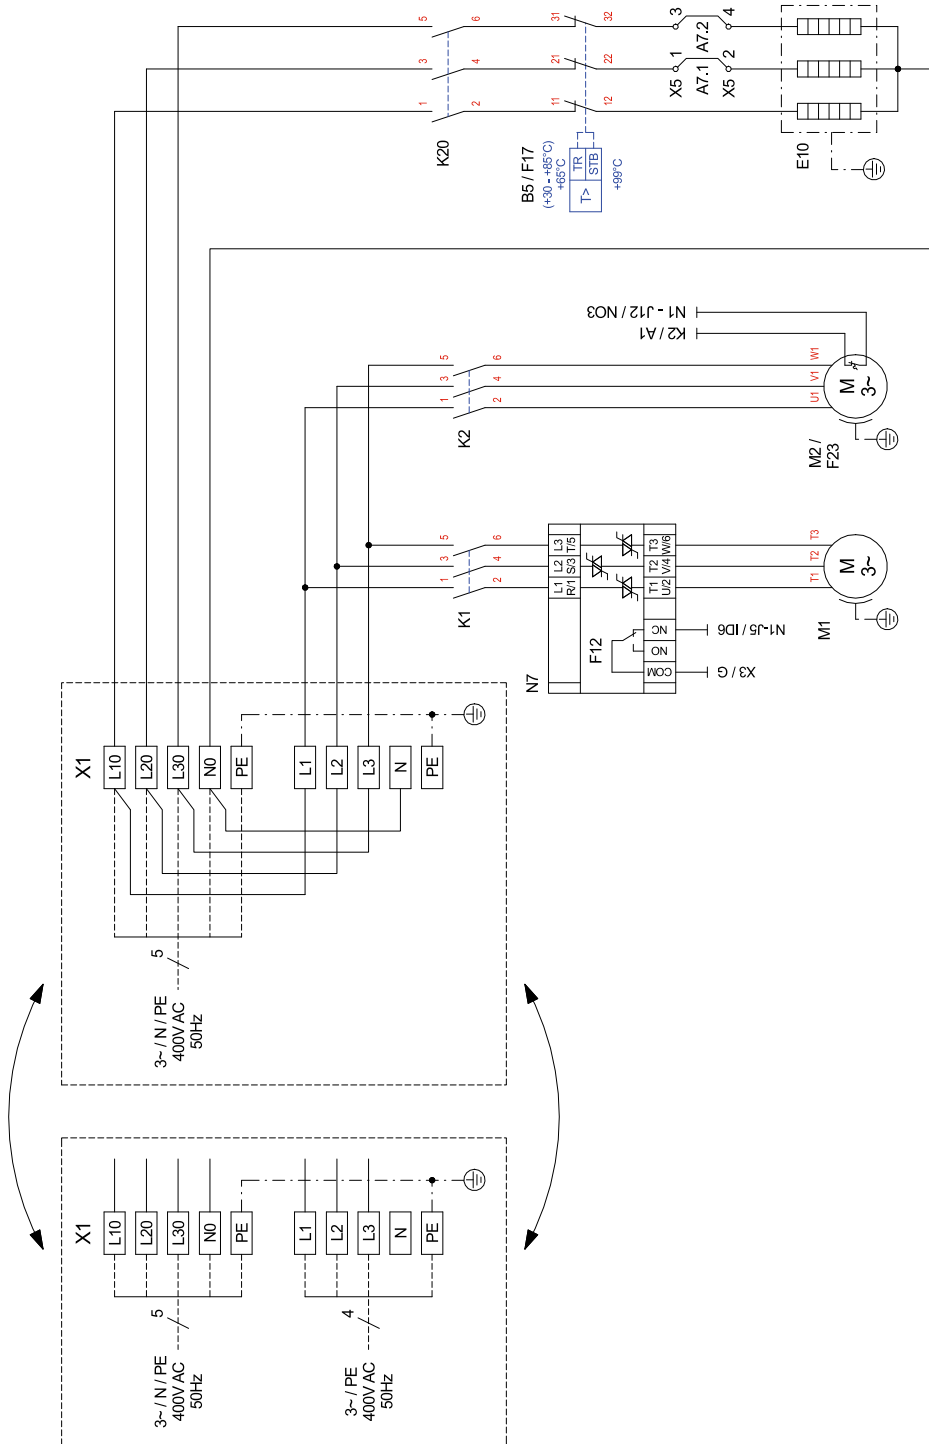 5
6
31
32
3
4
3
4
21
22
X5
1
A7.1
A7.2
X5
2
1
2
11
12
K20
E10
B5 / F17
(+30 - +85°C)
+65°C
TR
STB
T>
+99°C
N1 - J12 / NO3
K2 / A1
5
6
W1
3
4
V1
1
2
U1
M
3~
K2
M2 /
F23
5
6
L3
T/5
T3
W/6
T3
3
4
L2
S/3
T2
V/4
T2
1
2
L1
R/1
T1
U/2
T1
M
3~
K1
F12
NC
NO
COM
N1-J5 / ID6
X3 / G
N7
M1
X1
L10
L20
L30
N0
PE
L1
L2
L3
N
PE
5
3~ / N / PE
400V AC
50Hz
X1
L10
L20
L30
N0
PE
L1
L2
L3
N
PE
5
3~ / N / PE
400V AC
50Hz
4
3~ / PE
400V AC
50Hz